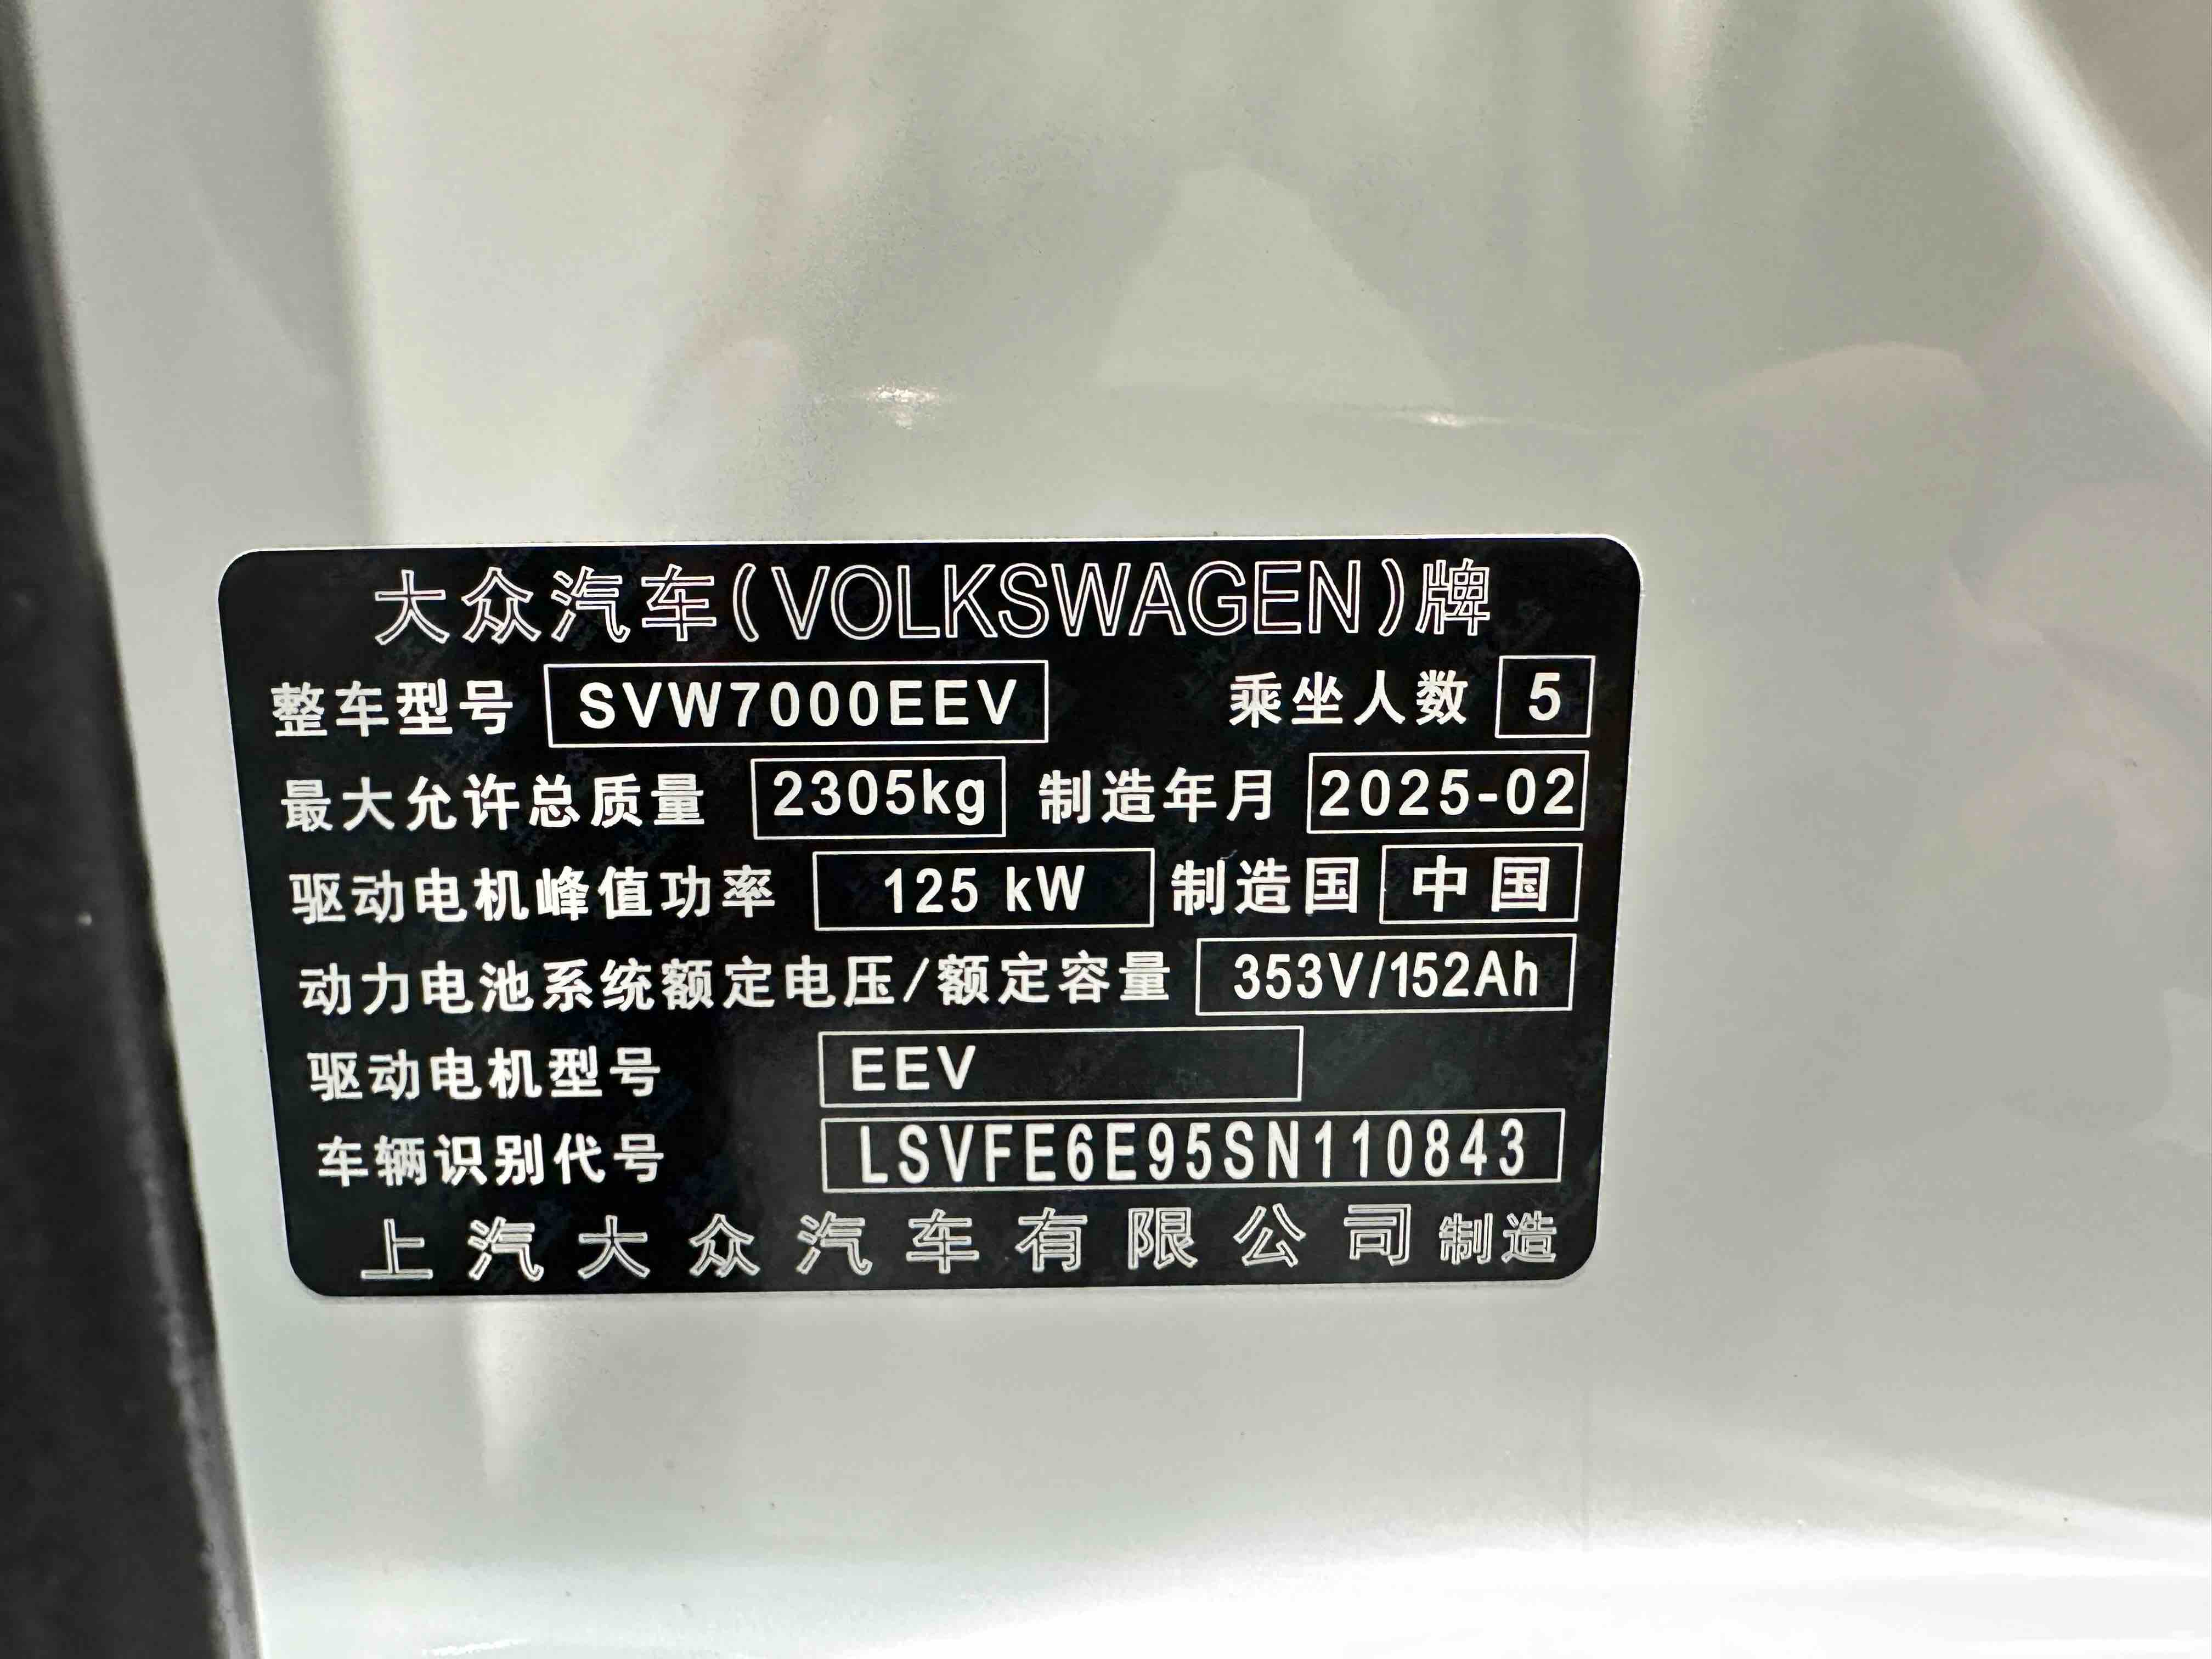 大众汽车(VOLKSWAGEN)牌
整车型号 SVW7000EEV 乘坐人数 5
最大允许总质量 2305kg 制造年月 2025-02
驱动电机峰值功率 125 kW 制造国 中国
动力电池系统额定电压/额定容量 353V/152Ah
驱动电机型号 EEV
车辆识别代号 LSVFE6E95SN110843
上汽大众汽车有限公司制造